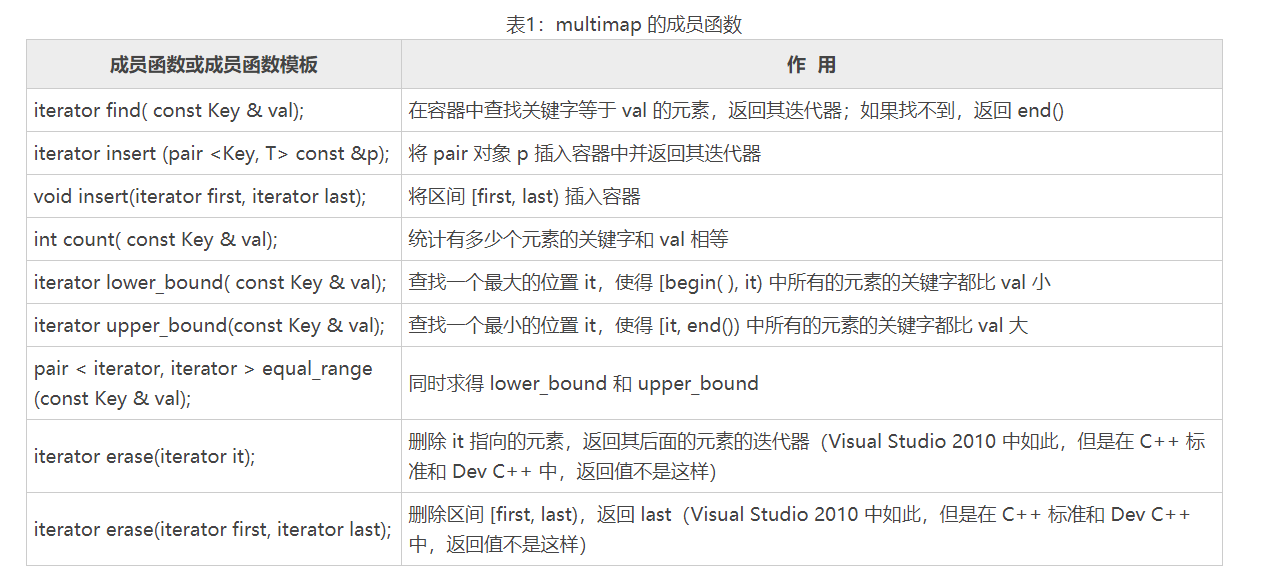 表1：multimap 的成员函数
成员函数或成员函数模板
作 用
iterator find( const Key & val);
在容器中查找关键字等于 val 的元素，返回其迭代器；如果找不到，返回 end()
iterator insert (pair <Key, T> const &p);
将 pair 对象 p 插入容器中并返回其迭代器
void insert(iterator first, iterator last);
将区间 [first, last) 插入容器
int count( const Key & val);
统计有多少个元素的关键字和 val 相等
iterator lower_bound( const Key & val);
查找一个最大的位置 it，使得 [begin( ), it) 中所有的元素的关键字都比 val 小
iterator upper_bound(const Key & val);
查找一个最小的位置 it，使得 [it, end()) 中所有的元素的关键字都比 val 大
pair < iterator, iterator > equal_range
(const Key & val);
同时求得 lower_bound 和 upper_bound
iterator erase(iterator it);
删除 it 指向的元素，返回其后面的元素的迭代器（Visual Studio 2010 中如此，但是在 C++ 标
准和 Dev C++ 中，返回值不是这样）
iterator erase(iterator first, iterator last);
删除区间 [first, last)，返回 last（Visual Studio 2010 中如此，但是在 C++ 标准和 Dev C++
中，返回值不是这样）